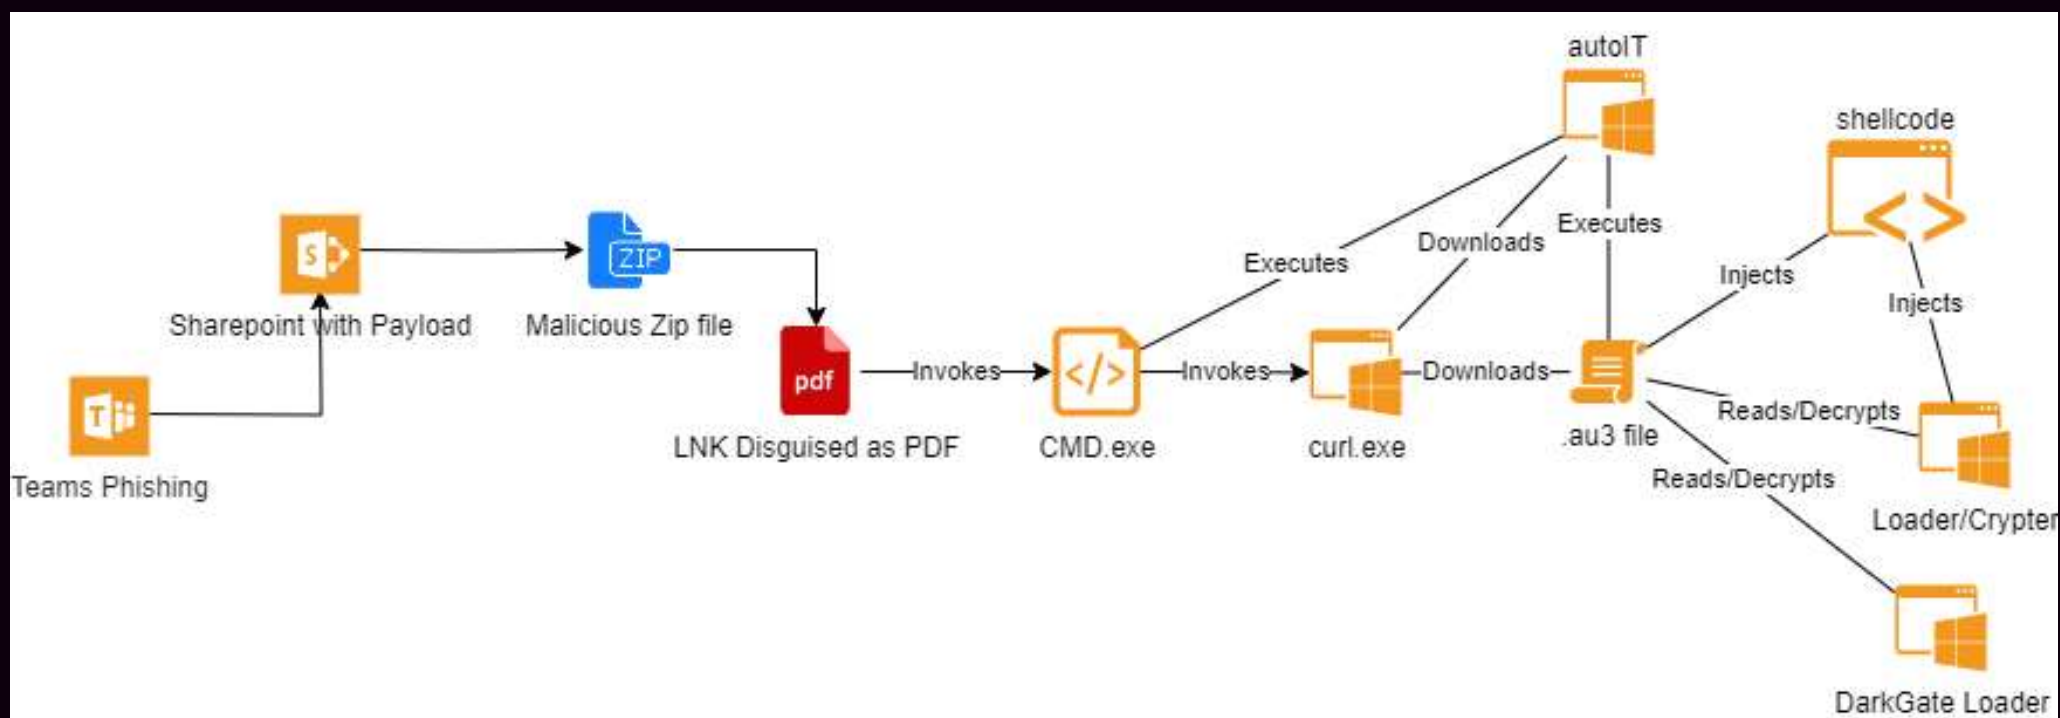 autoIT
shellcode
Executes
Downloads
Executes
Injects
Injects
ZIP
S
Sharepoint with Payload
Malicious Zip file
pdf
Invokes
</>
Invokes
Downloads
T
Reads/Decrypts
Teams Phishing
LNK Disguised as PDF
CMD.exe
curl.exe
.au3 file
Reads/Decrypts
Loader/Crypter
DarkGate Loader